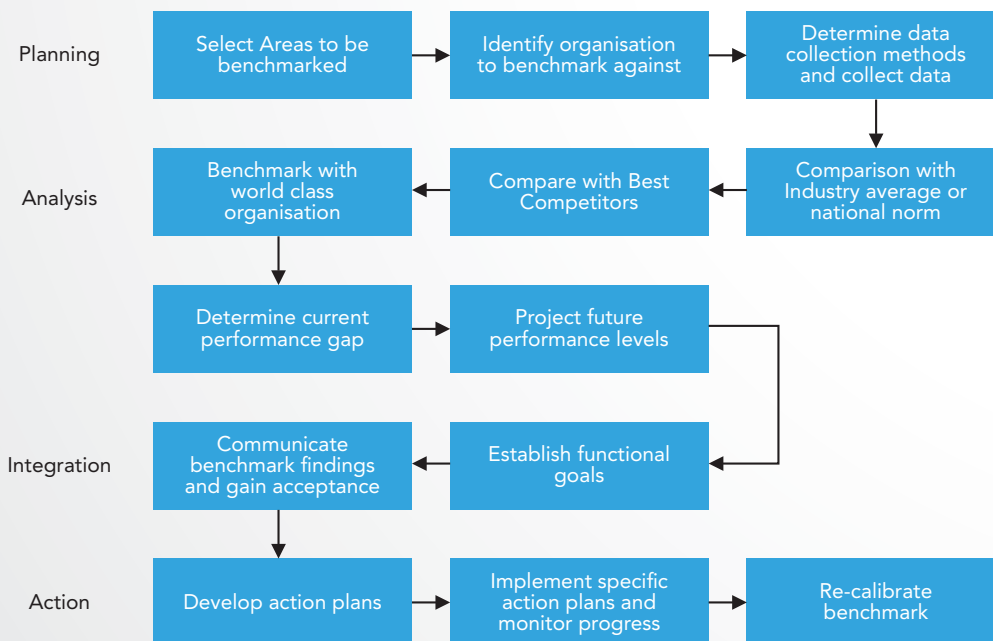 Planning
Select Areas to be
benchmarked
Identify organisation
to benchmark against
Determine data
collection methods
and collect data
Analysis
Benchmark with
world class
organisation
Compare with Best
Competitors
Comparison with
Industry average or
national norm
Determine current
performance gap
Project future
performance levels
Integration
Communicate
benchmark findings
and gain acceptance
Establish functional
goals
Action
Develop action plans
Implement specific
action plans and
monitor progress
Re-calibrate
benchmark